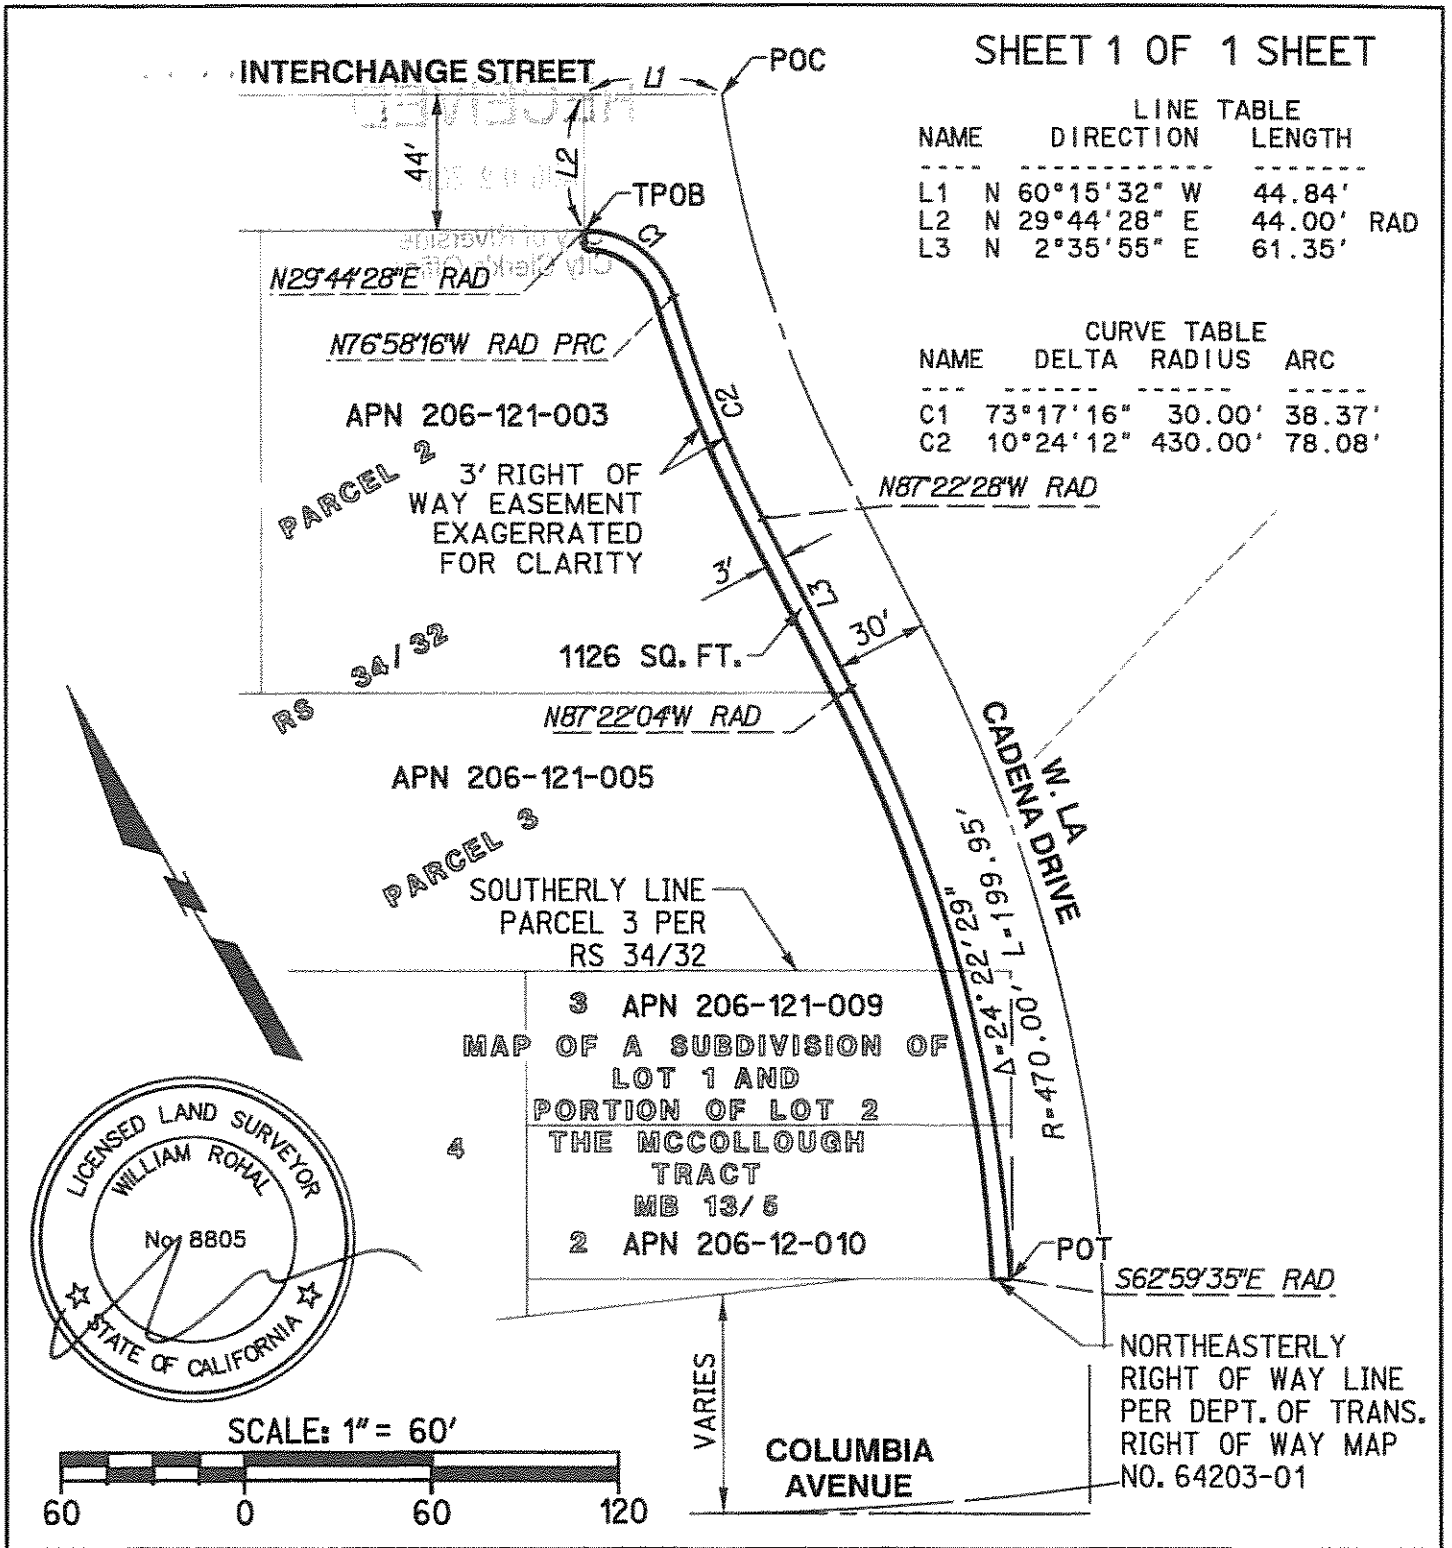 SHEET 1 OF 1 SHEET
INTERCHANGE STREET
L1
POC
RECEIVED
44'
L2
TPOB
City of Riverside
City Clerk's Office
LINE TABLE
NAME DIRECTION LENGTH
L1 N 60°15'32" W 44.84'
L2 N 29°44'28" E 44.00' RAD
L3 N 2°35'55" E 61.35'
CURVE TABLE
NAME DELTA RADIUS ARC
C1 73°17'16" 30.00' 38.37'
C2 10°24'12" 430.00' 78.08'
C1
N29°44'28"E RAD
N76°58'16"W RAD PRC
C2
APN 206-121-003
PARCEL 2
3' RIGHT OF
WAY EASEMENT
EXAGERRATED
FOR CLARITY
N87°22'28"W RAD
3'
L3
30'
1126 SQ. FT.
RS 34/32
N87°22'04"W RAD
APN 206-121-005
PARCEL 3
W. LA
CADENA DRIVE
SOUTHERLY LINE
PARCEL 3 PER
RS 34/32
Δ=24°22'29"
L=199.95'
R=470.00'
3 APN 206-121-009
MAP OF A SUBDIVISION OF
LOT 1 AND
PORTION OF LOT 2
THE MCCOLLOUGH
TRACT
MB 13/5
4
2 APN 206-12-010
POT
S62°59'35"E RAD
LICENSED LAND SURVEYOR
WILLIAM ROHAL
No. 8805
STATE OF CALIFORNIA
NORTHEASTERLY
RIGHT OF WAY LINE
PER DEPT. OF TRANS.
RIGHT OF WAY MAP
NO. 64203-01
VARIES
COLUMBIA
AVENUE
SCALE: 1" = 60'
60 0 60 120